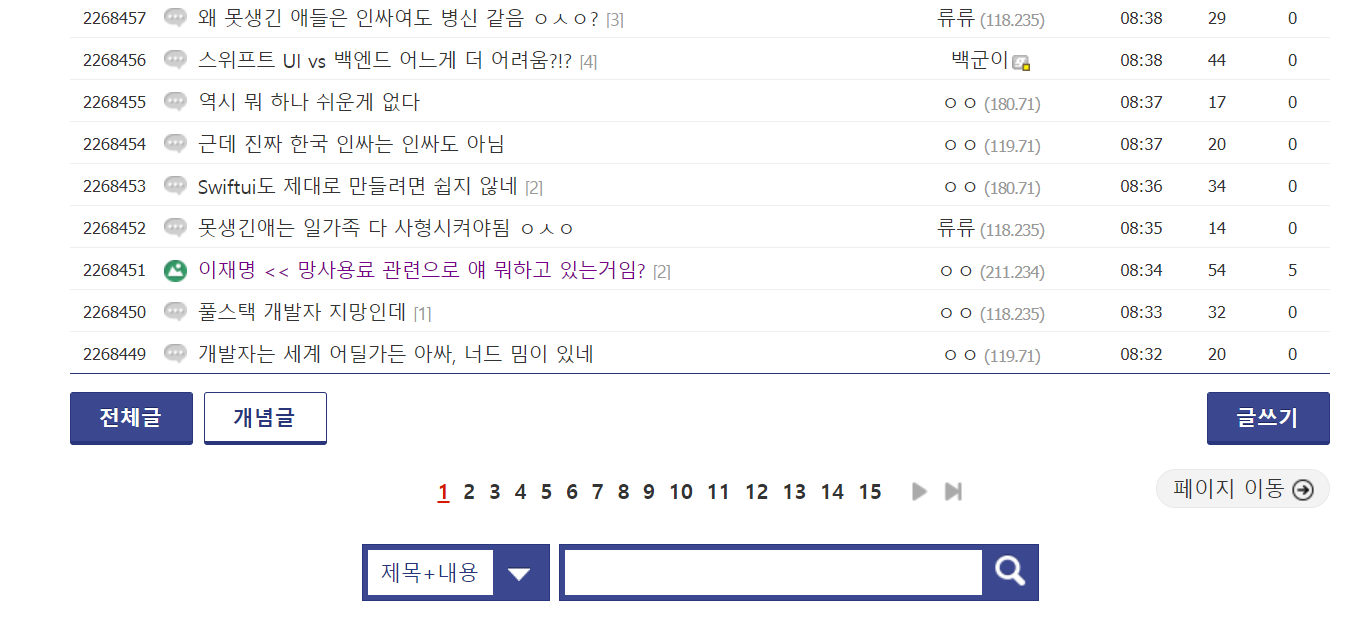 2268457 왜 못생긴 애들은 인싸여도 병신 같음 ㅇㅅㅇ? [3] 류류 (118.235) 08:38 29 0
2268456 스위프트 UI vs 백엔드 어느게 더 어려움?!? [4] 백군이 08:38 44 0
2268455 역시 뭐 하나 쉬운게 없다 ㅇㅇ (180.71) 08:37 17 0
2268454 근데 진짜 한국 인싸는 인싸도 아님 ㅇㅇ (119.71) 08:37 20 0
2268453 Swiftui도 제대로 만들려면 쉽지 않네 [2] ㅇㅇ (180.71) 08:36 34 0
2268452 못생긴애는 일가족 다 사형시켜야됨 ㅇㅅㅇ 류류 (118.235) 08:35 14 0
2268451 이재명 << 망사용료 관련으로 얘 뭐하고 있는거임? [2] ㅇㅇ (211.234) 08:34 54 5
2268450 풀스택 개발자 지망인데 [1] ㅇㅇ (118.235) 08:33 32 0
2268449 개발자는 세계 어딜가든 아싸, 너드 밈이 있네 ㅇㅇ (119.71) 08:32 20 0
전체글 개념글 글쓰기
1 2 3 4 5 6 7 8 9 10 11 12 13 14 15 페이지 이동
제목+내용